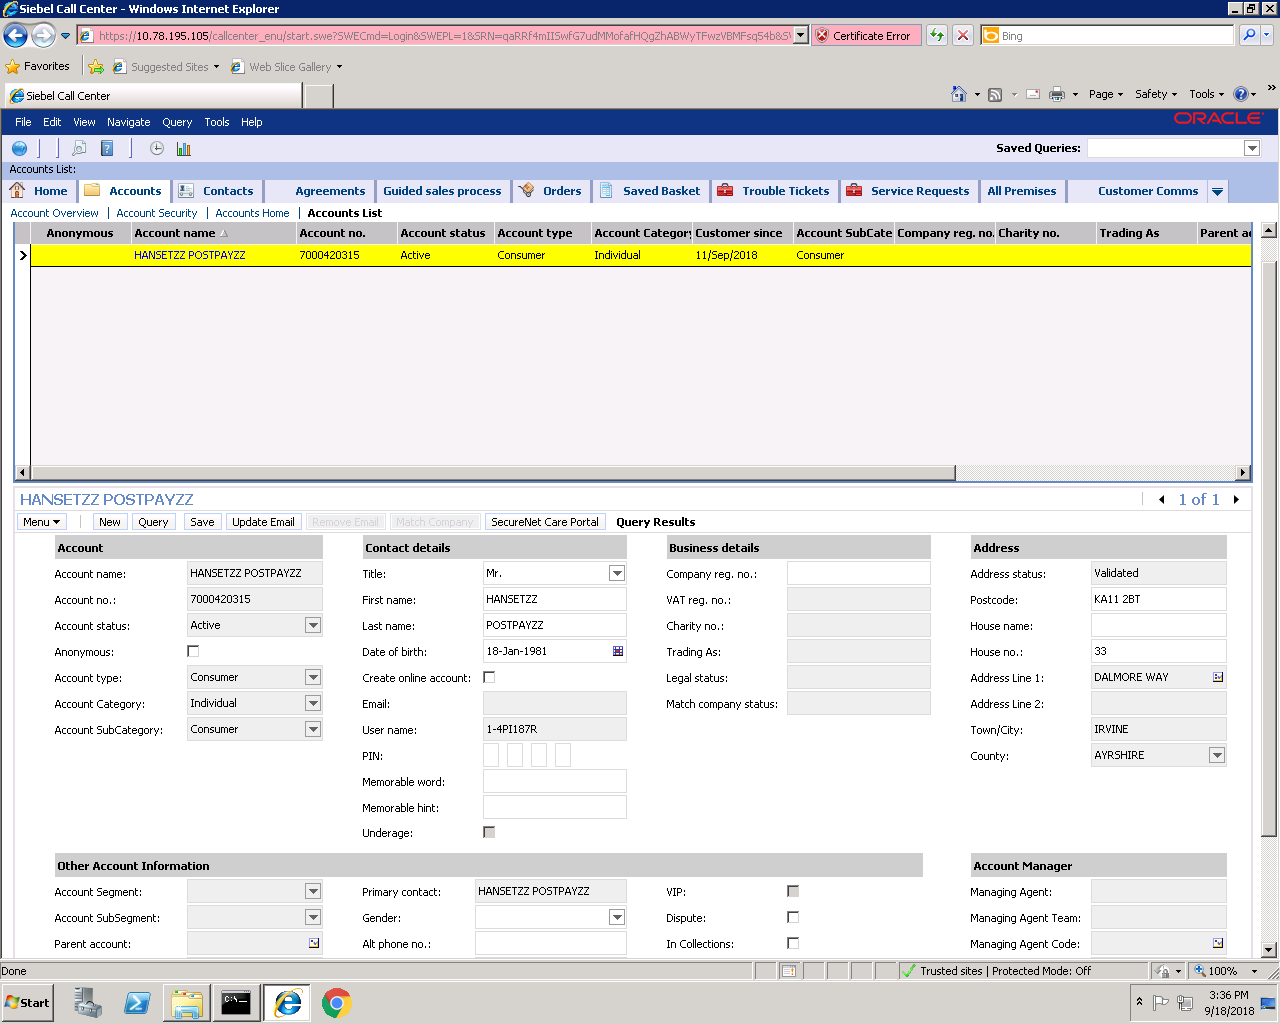 Siebel Call Center - Windows Internet Explorer
https://10.78.195.105/callcenter_enu/start.swe?SWECmd=Login&SWEPL=1&SRN= Certificate Error Bing
Favorites Suggested Sites Web Slice Gallery
Siebel Call Center Page Safety Tools
File Edit View Navigate Query Tools Help ORACLE
Saved Queries:
Accounts List:
Home Accounts Contacts Agreements Guided sales process Orders Saved Basket Trouble Tickets Service Requests All Premises Customer Comms
Account Overview Account Security Accounts Home Accounts List
Anonymous Account name Account no. Account status Account type Account Category Customer since Account SubCate Company reg. no. Charity no. Trading As Parent ac
HANSETZZ POSTPAYZZ 7000420315 Active Consumer Individual 11/Sep/2018 Consumer
HANSETZZ POSTPAYZZ 1 of 1
Menu New Query Save Update Email Remove Email Match Company SecureNet Care Portal Query Results
Account Contact details Business details Address
Account name: HANSETZZ POSTPAYZZ Title: Mr. Company reg. no.: Address status: Validated
Account no.: 7000420315 First name: HANSETZZ VAT reg. no.: Postcode: KA11 2BT
Account status: Active Last name: POSTPAYZZ Charity no.: House name:
Anonymous: Date of birth: 18-Jan-1981 Trading As: House no.: 33
Account type: Consumer Create online account: Legal status: Address Line 1: DALMORE WAY
Account Category: Individual Email: Match company status: Address Line 2:
Account SubCategory: Consumer User name: 1-4PI187R Town/City: IRVINE
PIN: County: AYRSHIRE
Memorable word:
Memorable hint:
Underage:
Other Account Information Account Manager
Account Segment: Primary contact: HANSETZZ POSTPAYZZ VIP: Managing Agent:
Account SubSegment: Gender: Dispute: Managing Agent Team:
Parent account: Alt phone no.: In Collections: Managing Agent Code:
Done Trusted sites | Protected Mode: Off 100%
Start 3:36 PM
9/18/2018